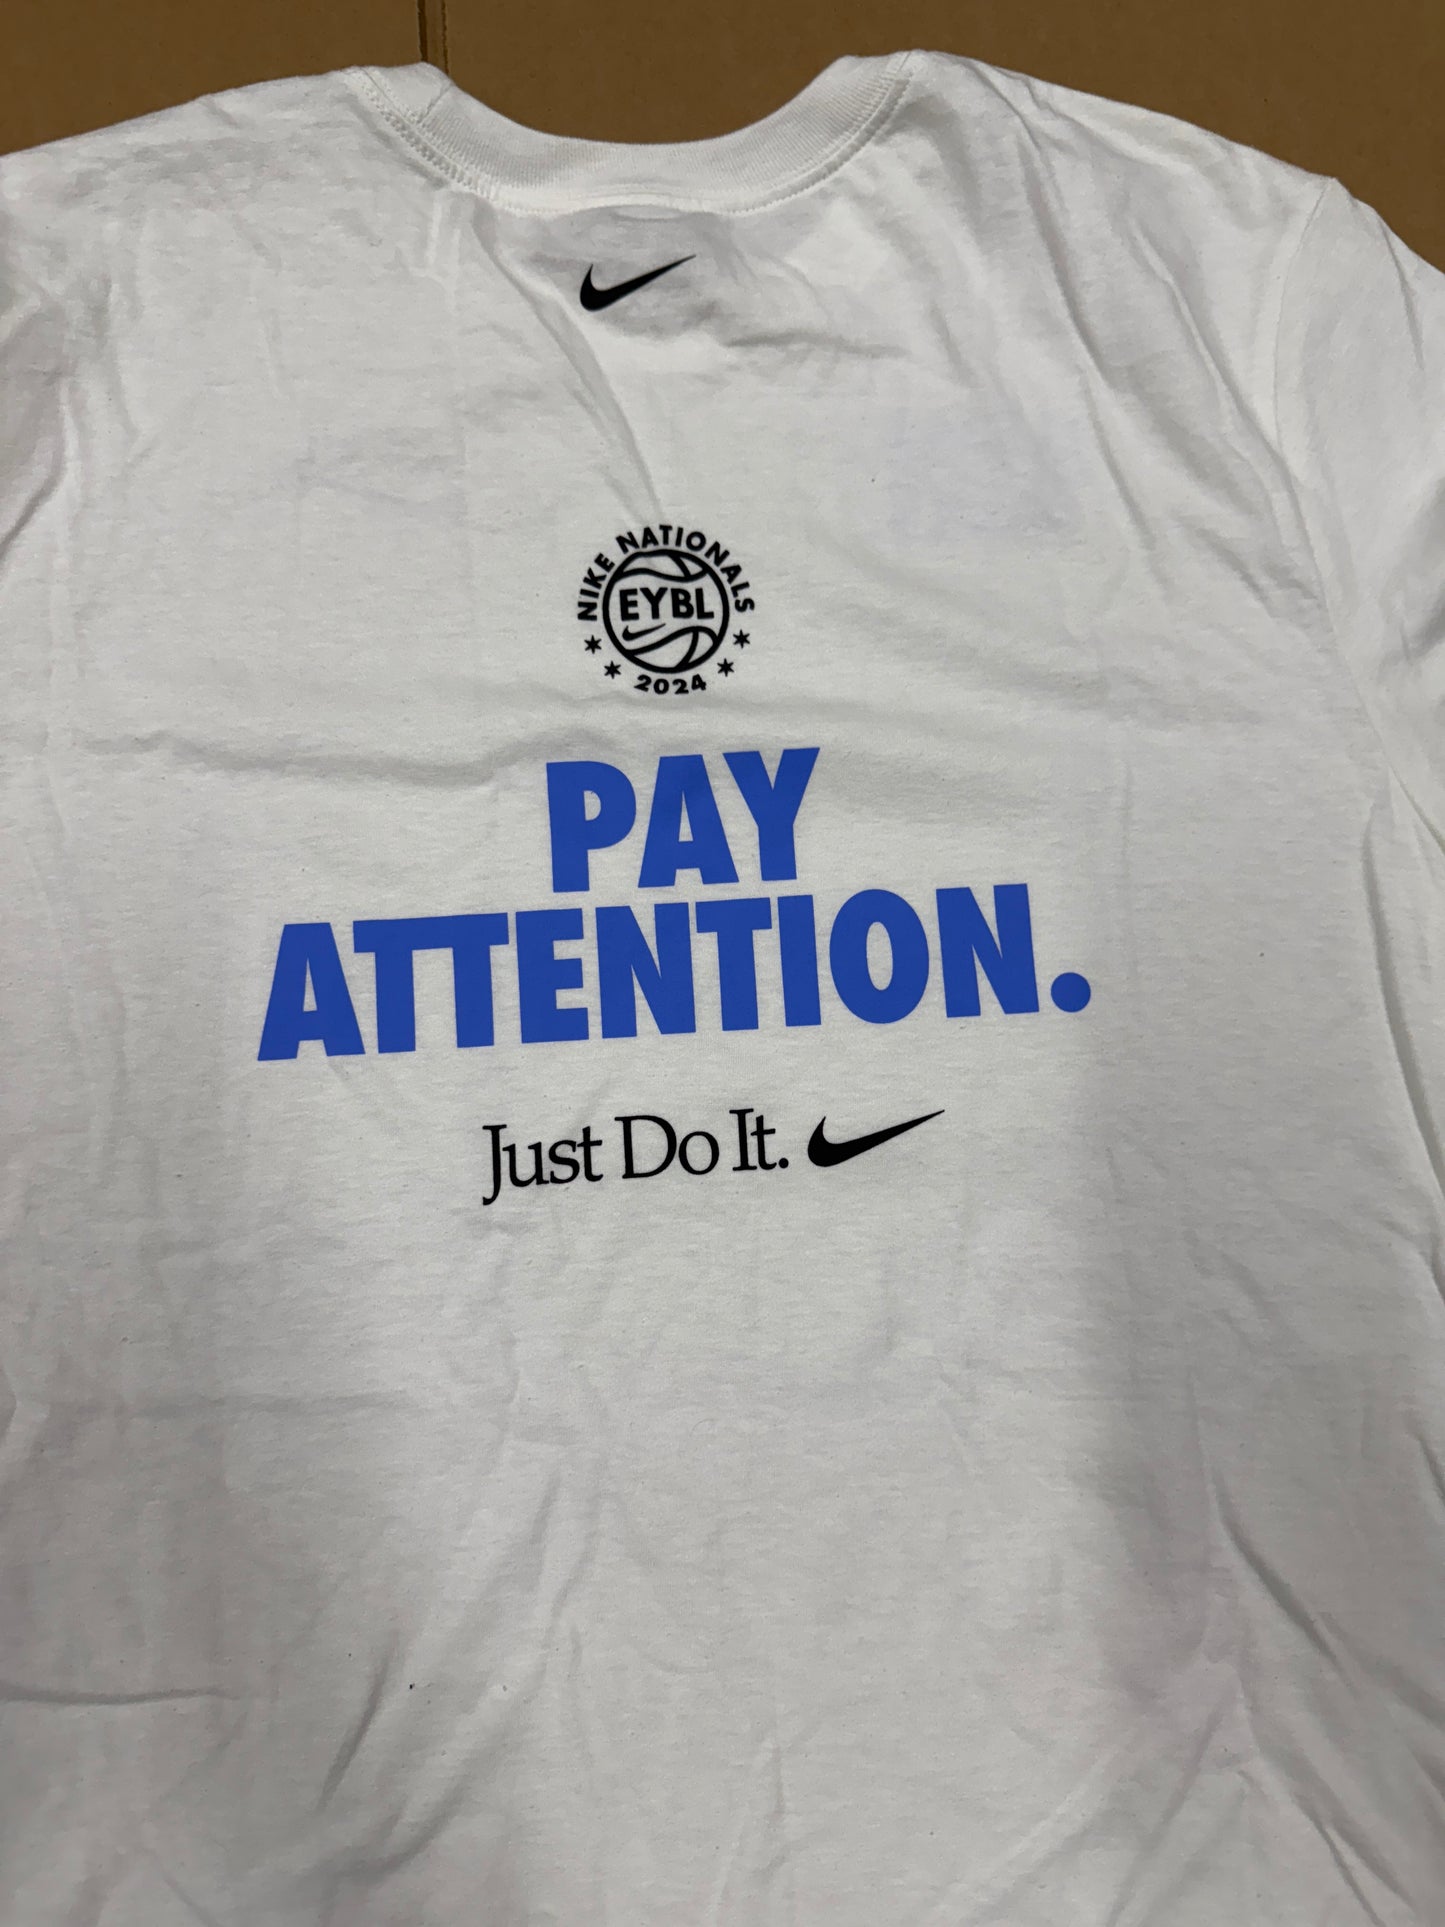 NIKE NATIONALS
EYBL
2024
PAY
ATTENTION.
Just Do It.